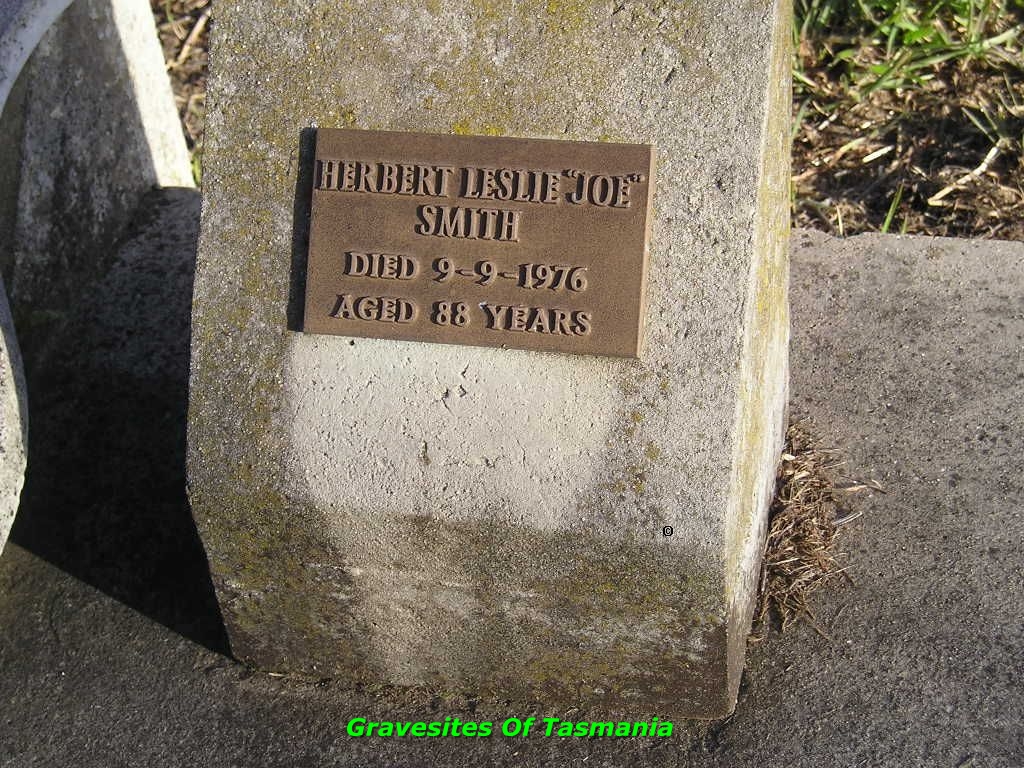 HERBERT LESLIE "JOE"
SMITH
DIED 9-9-1976
AGED 88 YEARS
Gravesites Of Tasmania